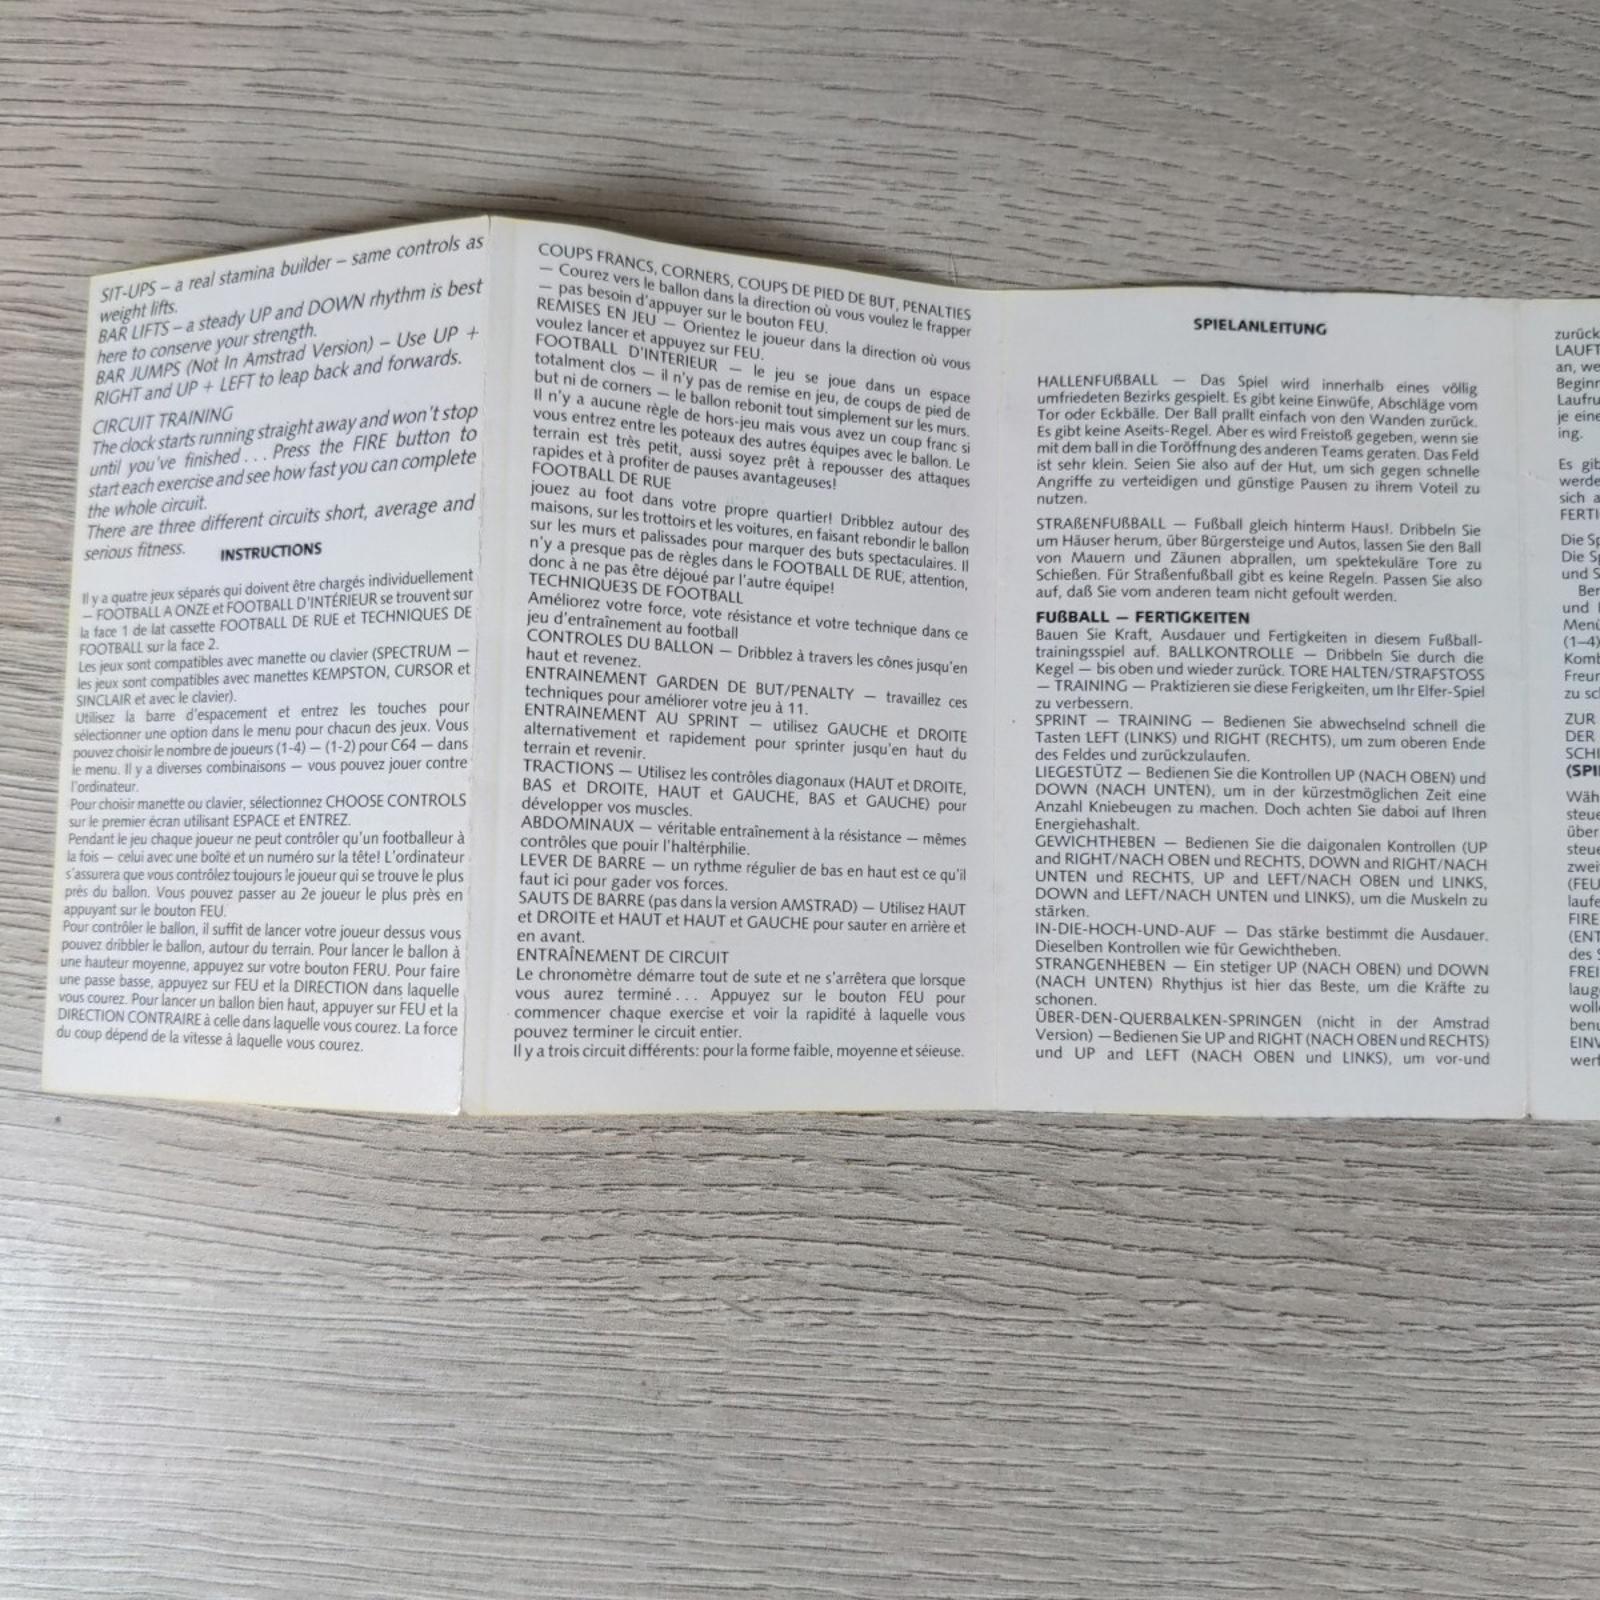 SIT-UPS – a real stamina builder – same controls as
weight lifts.
BAR LIFTS – a steady UP and DOWN rhythm is best
here to conserve your strength.
BAR JUMPS (Not In Amstrad Version) – Use UP +
RIGHT and UP + LEFT to leap back and forwards.
CIRCUIT TRAINING
The clock starts running straight away and won't stop
until you've finished . . . Press the FIRE button to
start each exercise and see how fast you can complete
the whole circuit.
There are three different circuits short, average and
serious fitness.
INSTRUCTIONS
Il y a quatre jeux séparés qui doivent être chargés individuellement
— FOOTBALL A ONZE et FOOTBALL D'INTÉRIEUR se trouvent sur
la face 1 de lat cassette FOOTBALL DE RUE et TECHNIQUES DE
FOOTBALL sur la face 2.
Les jeux sont compatibles avec manette ou clavier (SPECTRUM —
les jeux sont compatibles avec manettes KEMPSTON, CURSOR et
SINCLAIR et avec le clavier).
Utilisez la barre d'espacement et entrez les touches pour
sélectionner une option dans le menu pour chacun des jeux. Vous
pouvez choisir le nombre de joueurs (1-4) — (1-2) pour C64 — dans
le menu. Il y a diverses combinaisons — vous pouvez jouer contre
l'ordinateur.
Pour choisir manette ou clavier, sélectionnez CHOOSE CONTROLS
sur le premier écran utilisant ESPACE et ENTREZ.
Pendant le jeu chaque joueur ne peut contrôler qu'un footballeur à
la fois — celui avec une boîte et un numéro sur la tête! L'ordinateur
s'assurera que vous contrôlez toujours le joueur qui se trouve le plus
près du ballon. Vous pouvez passer au 2e joueur le plus près en
appuyant sur le bouton FEU.
Pour contrôler le ballon, il suffit de lancer votre joueur dessus vous
pouvez dribbler le ballon, autour du terrain. Pour lancer le ballon à
une hauteur moyenne, appuyez sur votre bouton FERU. Pour faire
une passe basse, appuyez sur FEU et la DIRECTION dans laquelle
vous courez. Pour lancer un ballon bien haut, appuyer sur FEU et la
DIRECTION CONTRAIRE à celle dans laquelle vous courez. La force
du coup dépend de la vitesse à laquelle vous courez.
COUPS FRANCS, CORNERS, COUPS DE PIED DE BUT, PENALTIES
— Courez vers le ballon dans la direction où vous voulez le frapper
— pas besoin d'appuyer sur le bouton FEU.
REMISES EN JEU — Orientez le joueur dans la direction où vous
voulez lancer et appuyez sur FEU.
FOOTBALL D'INTERIEUR — le jeu se joue dans un espace
totalment clos — il n'y pas de remise en jeu, de coups de pied de
but ni de corners — le ballon rebonit tout simplement sur les murs.
Il n'y a aucune règle de hors-jeu mais vous avez un coup franc si
vous entrez entre les poteaux des autres équipes avec le ballon. Le
terrain est très petit, aussi soyez prêt à repousser des attaques
rapides et à profiter de pauses avantageuses!
FOOTBALL DE RUE
jouez au foot dans votre propre quartier! Dribblez autour des
maisons, sur les trottoirs et les voitures, en faisant rebondir le ballon
sur les murs et palissades pour marquer des buts spectaculaires. Il
n'y a presque pas de règles dans le FOOTBALL DE RUE, attention,
donc à ne pas être déjoué par l'autre équipe!
TECHNIQUE3S DE FOOTBALL
Améliorez votre force, vote résistance et votre technique dans ce
jeu d'entraînement au football
CONTROLES DU BALLON — Dribblez à travers les cônes jusqu'en
haut et revenez.
ENTRAINEMENT GARDEN DE BUT/PENALTY — travaillez ces
techniques pour améliorer votre jeu à 11.
ENTRAINEMENT AU SPRINT — utilisez GAUCHE et DROITE
alternativement et rapidement pour sprinter jusqu'en haut du
terrain et revenir.
TRACTIONS — Utilisez les contrôles diagonaux (HAUT et DROITE,
BAS et DROITE, HAUT et GAUCHE, BAS et GAUCHE) pour
développer vos muscles.
ABDOMINAUX — véritable entraînement à la résistance — mêmes
contrôles que pouir l'haltérphilie.
LEVER DE BARRE — un rythme régulier de bas en haut est ce qu'il
faut ici pour gader vos forces.
SAUTS DE BARRE (pas dans la version AMSTRAD) — Utilisez HAUT
et DROITE et HAUT et HAUT et GAUCHE pour sauter en arrière et
en avant.
ENTRAÎNEMENT DE CIRCUIT
Le chronomètre démarre tout de sute et ne s'arrêtera que lorsque
vous aurez terminé . . . Appuyez sur le bouton FEU pour
commencer chaque exercise et voir la rapidité à laquelle vous
pouvez terminer le circuit entier.
Il y a trois circuit différents: pour la forme faible, moyenne et séieuse.
SPIELANLEITUNG
HALLENFUßBALL — Das Spiel wird innerhalb eines völlig
umfriedeten Bezirks gespielt. Es gibt keine Einwüfe, Abschläge vom
Tor oder Eckbälle. Der Ball prallt einfach von den Wanden zurück.
Es gibt keine Aseits-Regel. Aber es wird Freistoß gegeben, wenn sie
mit dem ball in die Toröffnung des anderen Teams geraten. Das Feld
ist sehr klein. Seien Sie also auf der Hut, um sich gegen schnelle
Angriffe zu verteidigen und günstige Pausen zu ihrem Voteil zu
nutzen.
STRAßENFUßBALL — Fußball gleich hinterm Haus!. Dribbeln Sie
um Häuser herum, über Bürgersteige und Autos, lassen Sie den Ball
von Mauern und Zäunen abprallen, um spektekuläre Tore zu
Schießen. Für Straßenfußball gibt es keine Regeln. Passen Sie also
auf, daß Sie vom anderen team nicht gefoult werden.
FUßBALL — FERTIGKEITEN
Bauen Sie Kraft, Ausdauer und Fertigkeiten in diesem Fußball-
trainingsspiel auf. BALLKONTROLLE — Dribbeln Sie durch die
Kegel — bis oben und wieder zurück. TORE HALTEN/STRAFSTOSS
— TRAINING — Praktizieren sie diese Ferigkeiten, um Ihr Elfer-Spiel
zu verbessern.
SPRINT — TRAINING — Bedienen Sie abwechselnd schnell die
Tasten LEFT (LINKS) und RIGHT (RECHTS), um zum oberen Ende
des Feldes und zurückzulaufen.
LIEGESTÜTZ — Bedienen Sie die Kontrollen UP (NACH OBEN) und
DOWN (NACH UNTEN), um in der kürzestmöglichen Zeit eine
Anzahl Kniebeugen zu machen. Doch achten Sie daboi auf Ihren
Energiehashalt.
GEWICHTHEBEN — Bedienen Sie die daigonalen Kontrollen (UP
and RIGHT/NACH OBEN und RECHTS, DOWN and RIGHT/NACH
UNTEN und RECHTS, UP and LEFT/NACH OBEN und LINKS,
DOWN and LEFT/NACH UNTEN und LINKS), um die Muskeln zu
stärken.
IN-DIE-HOCH-UND-AUF — Das stärke bestimmt die Ausdauer.
Dieselben Kontrollen wie für Gewichtheben.
STRANGENHEBEN — Ein stetiger UP (NACH OBEN) und DOWN
(NACH UNTEN) Rhythjus ist hier das Beste, um die Kräfte zu
schonen.
ÜBER-DEN-QUERBALKEN-SPRINGEN (nicht in der Amstrad
Version) —Bedienen Sie UP and RIGHT (NACH OBEN und RECHTS)
und UP and LEFT (NACH OBEN und LINKS), um vor-und
zurück
LAUFT
an, we
Beginn
Laufru
je eine
ing.
Es gib
werde
sich a
FERTI
Die Sp
Die Sp
und S
Ber
und
Menü
(1–4)
Komb
Freur
zu sc
ZUR
DER
SCHI
(SPI
Wäh
steue
über
steue
zwei
(FEU
laufe
FIRE
(ENT
des S
FREI
laug
woll
benu
EINV
werf